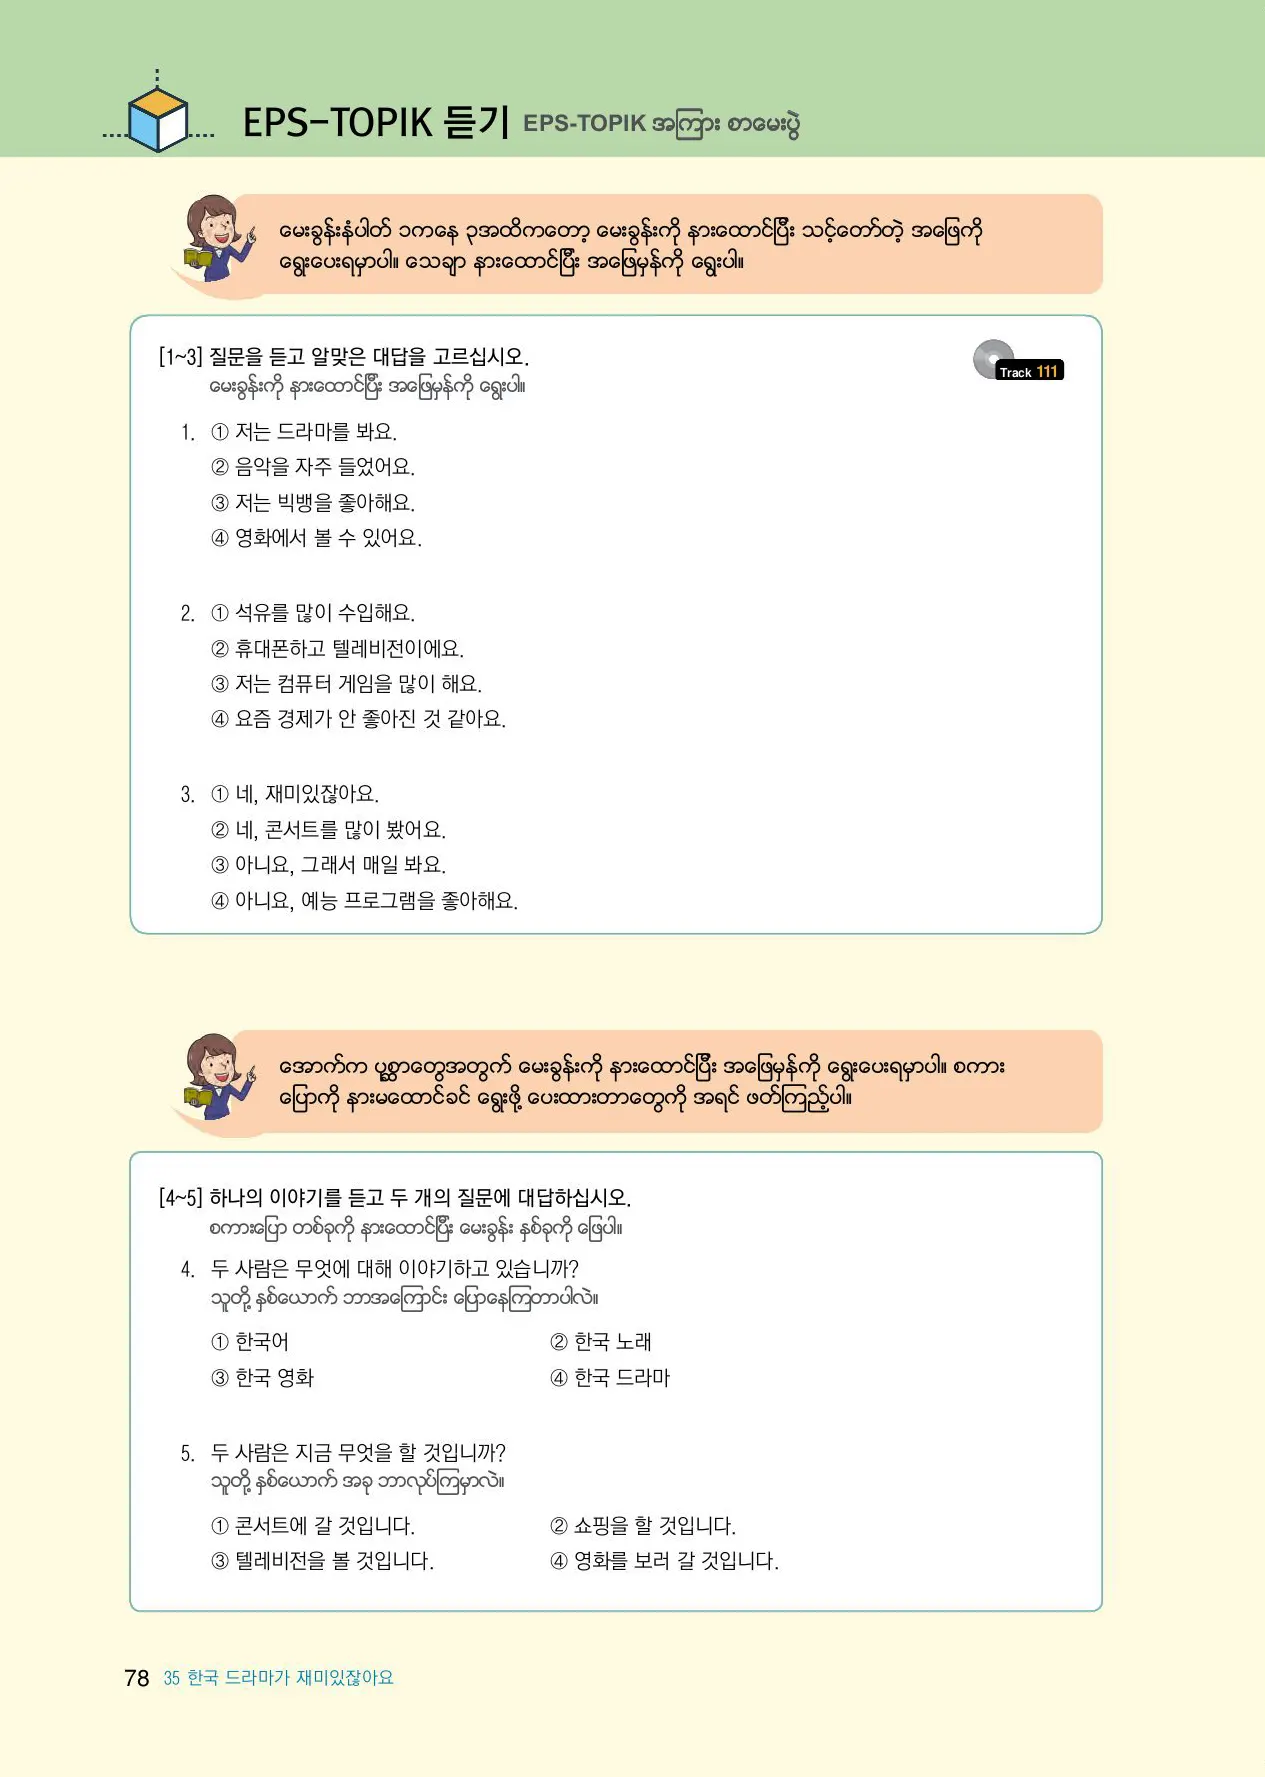 EPS-TOPIK 듣기 EPS-TOPIK အကြား စာမေးပွဲ
မေးခွန်းနံပါတ် ၁ကနေ ၃အထိကတော့ မေးခွန်းကို နားထောင်ပြီး သင့်တော်တဲ့ အဖြေကို
ရွေးပေးရမှာပါ။ သေချာ နားထောင်ပြီး အဖြေမှန်ကို ရွေးပါ။
[1~3] 질문을 듣고 알맞은 대답을 고르십시오.
Track 111
မေးခွန်းကို နားထောင်ပြီး အဖြေမှန်ကို ရွေးပါ။
1. ① 저는 드라마를 봐요.
② 음악을 자주 들었어요.
③ 저는 빅뱅을 좋아해요.
④ 영화에서 볼 수 있어요.
2. ① 석유를 많이 수입해요.
② 휴대폰하고 텔레비전이에요.
③ 저는 컴퓨터 게임을 많이 해요.
④ 요즘 경제가 안 좋아진 것 같아요.
3. ① 네, 재미있잖아요.
② 네, 콘서트를 많이 봤어요.
③ 아니요, 그래서 매일 봐요.
④ 아니요, 예능 프로그램을 좋아해요.
အောက်က ပုစ္ဆာတွေအတွက် မေးခွန်းကို နားထောင်ပြီး အဖြေမှန်ကို ရွေးပေးရမှာပါ။ စကား
ပြောကို နားမထောင်ခင် ရွေးဖို့ ပေးထားတာတွေကို အရင် ဖတ်ကြည့်ပါ။
[4~5] 하나의 이야기를 듣고 두 개의 질문에 대답하십시오.
စကားပြော တစ်ခုကို နားထောင်ပြီး မေးခွန်း နှစ်ခုကို ဖြေပါ။
4. 두 사람은 무엇에 대해 이야기하고 있습니까?
သူတို့ နှစ်ယောက် ဘာအကြောင်း ပြောနေကြတာပါလဲ။
① 한국어 ② 한국 노래
③ 한국 영화 ④ 한국 드라마
5. 두 사람은 지금 무엇을 할 것입니까?
သူတို့ နှစ်ယောက် အခု ဘာလုပ်ကြမှာလဲ။
① 콘서트에 갈 것입니다. ② 쇼핑을 할 것입니다.
③ 텔레비전을 볼 것입니다. ④ 영화를 보러 갈 것입니다.
78 35 한국 드라마가 재미있잖아요